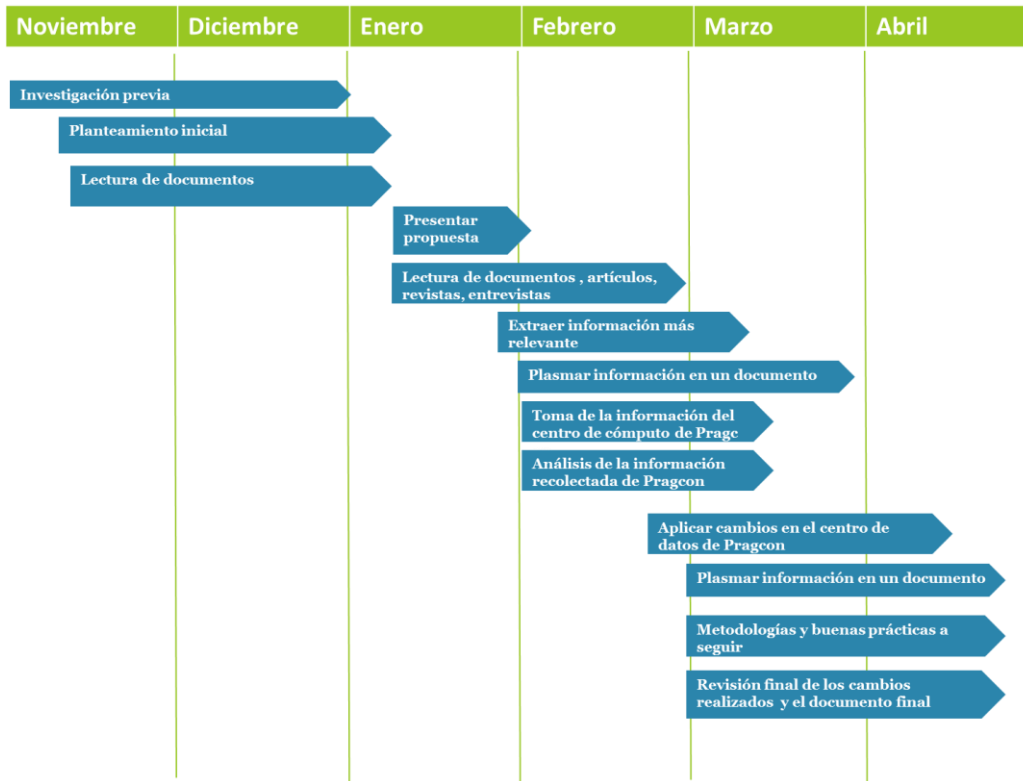 Noviembre Diciembre Enero Febrero Marzo Abril
Investigación previa
Planteamiento inicial
Lectura de documentos
Presentar
propuesta
Lectura de documentos , artículos,
revistas, entrevistas
Extraer información más
relevante
Plasmar información en un documento
Toma de la información del
centro de cómputo de Pragc
Análisis de la información
recolectada de Pragcon
Aplicar cambios en el centro de
datos de Pragcon
Plasmar información en un documento
Metodologías y buenas prácticas a
seguir
Revisión final de los cambios
realizados y el documento final